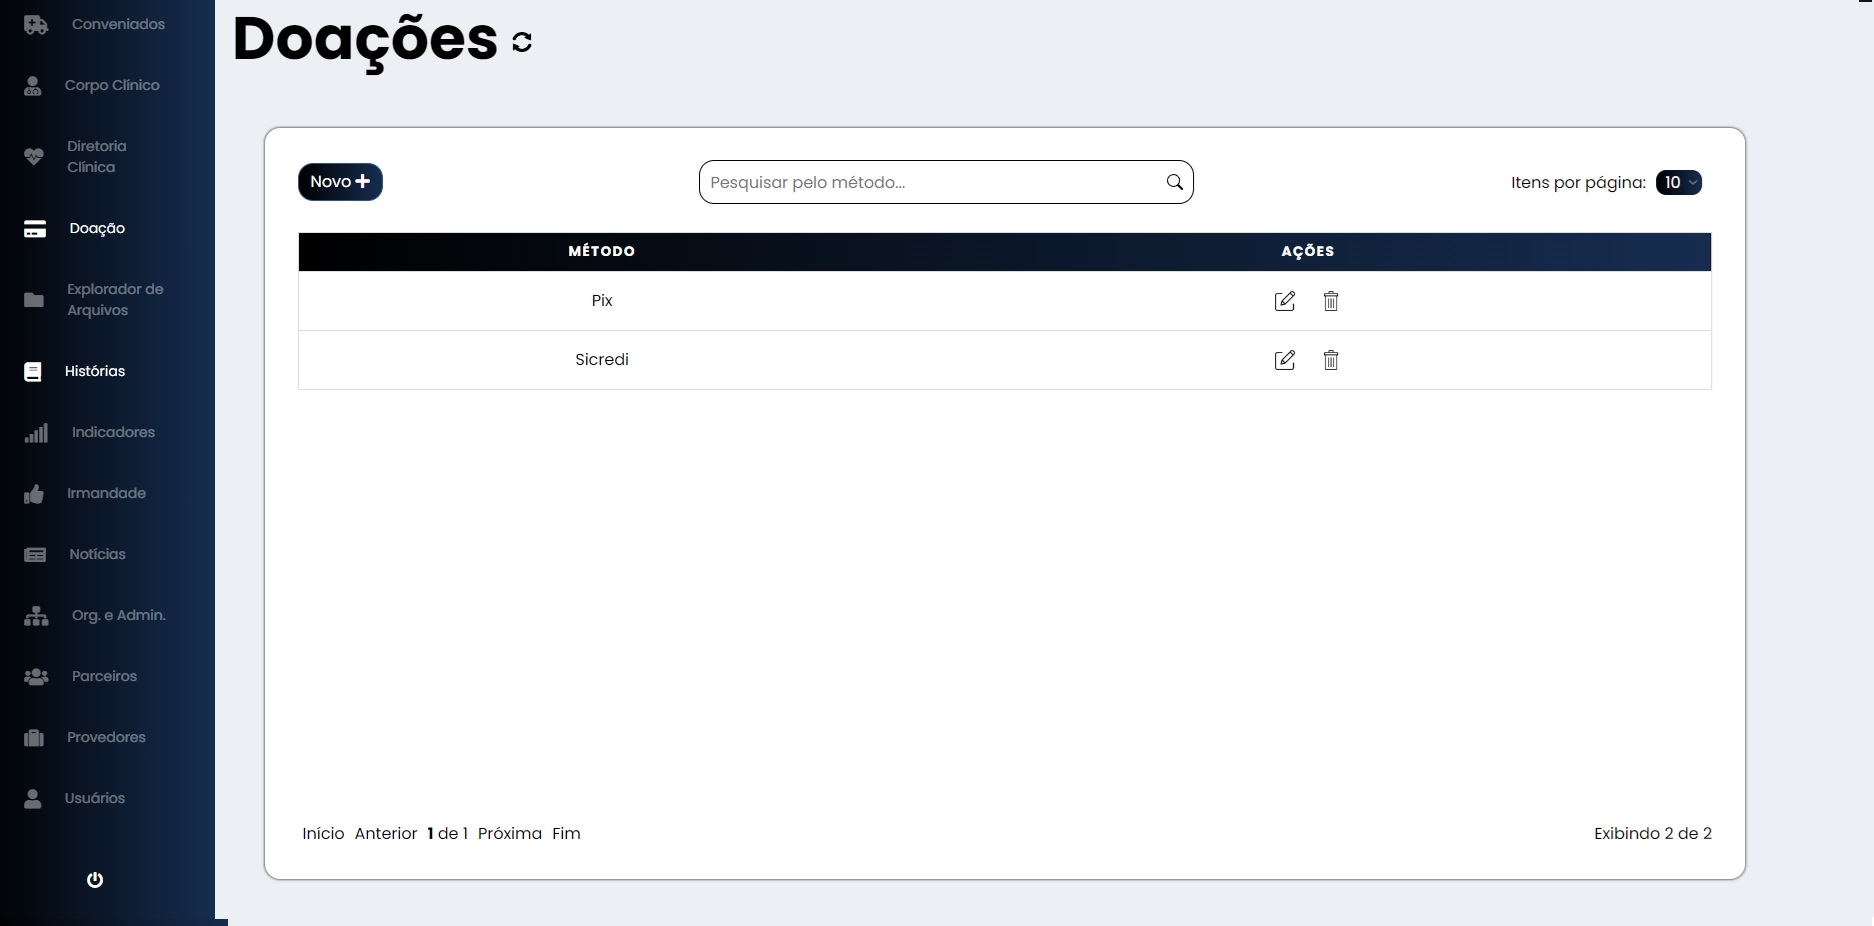 Conveniados
Corpo Clínico
Diretoria
Clínica
Doação
Explorador de
Arquivos
Histórias
Indicadores
Irmandade
Notícias
Org. e Admin.
Parceiros
Provedores
Usuários
Doações
Novo
Pesquisar pelo método...
Itens por página: 10
MÉTODO AÇÕES
Pix
Sicredi
Início Anterior 1 de 1 Próxima Fim
Exibindo 2 de 2